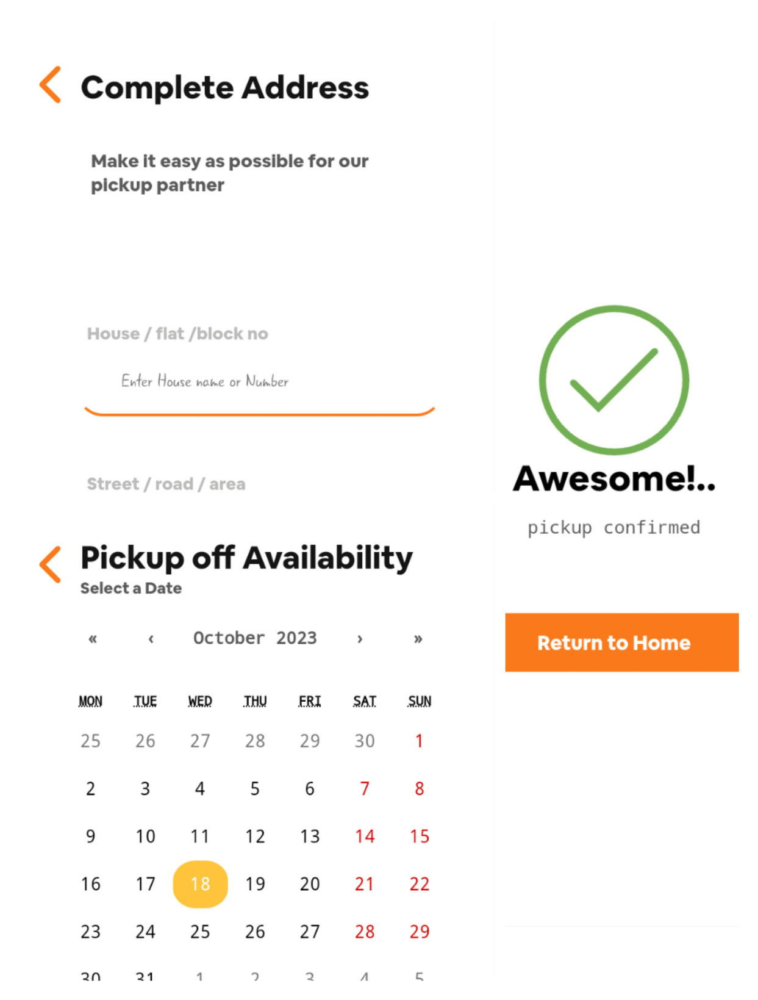 Complete Address
Make it easy as possible for our
pickup partner
House / flat /block no
Enter House name or Number
Street / road / area
Pickup off Availability
Select a Date
« ‹ October 2023 › »
MON TUE WED THU FRI SAT SUN
25 26 27 28 29 30 1
2 3 4 5 6 7 8
9 10 11 12 13 14 15
16 17 18 19 20 21 22
23 24 25 26 27 28 29
30 31 1 2 3 4 5
Awesome!..
pickup confirmed
Return to Home